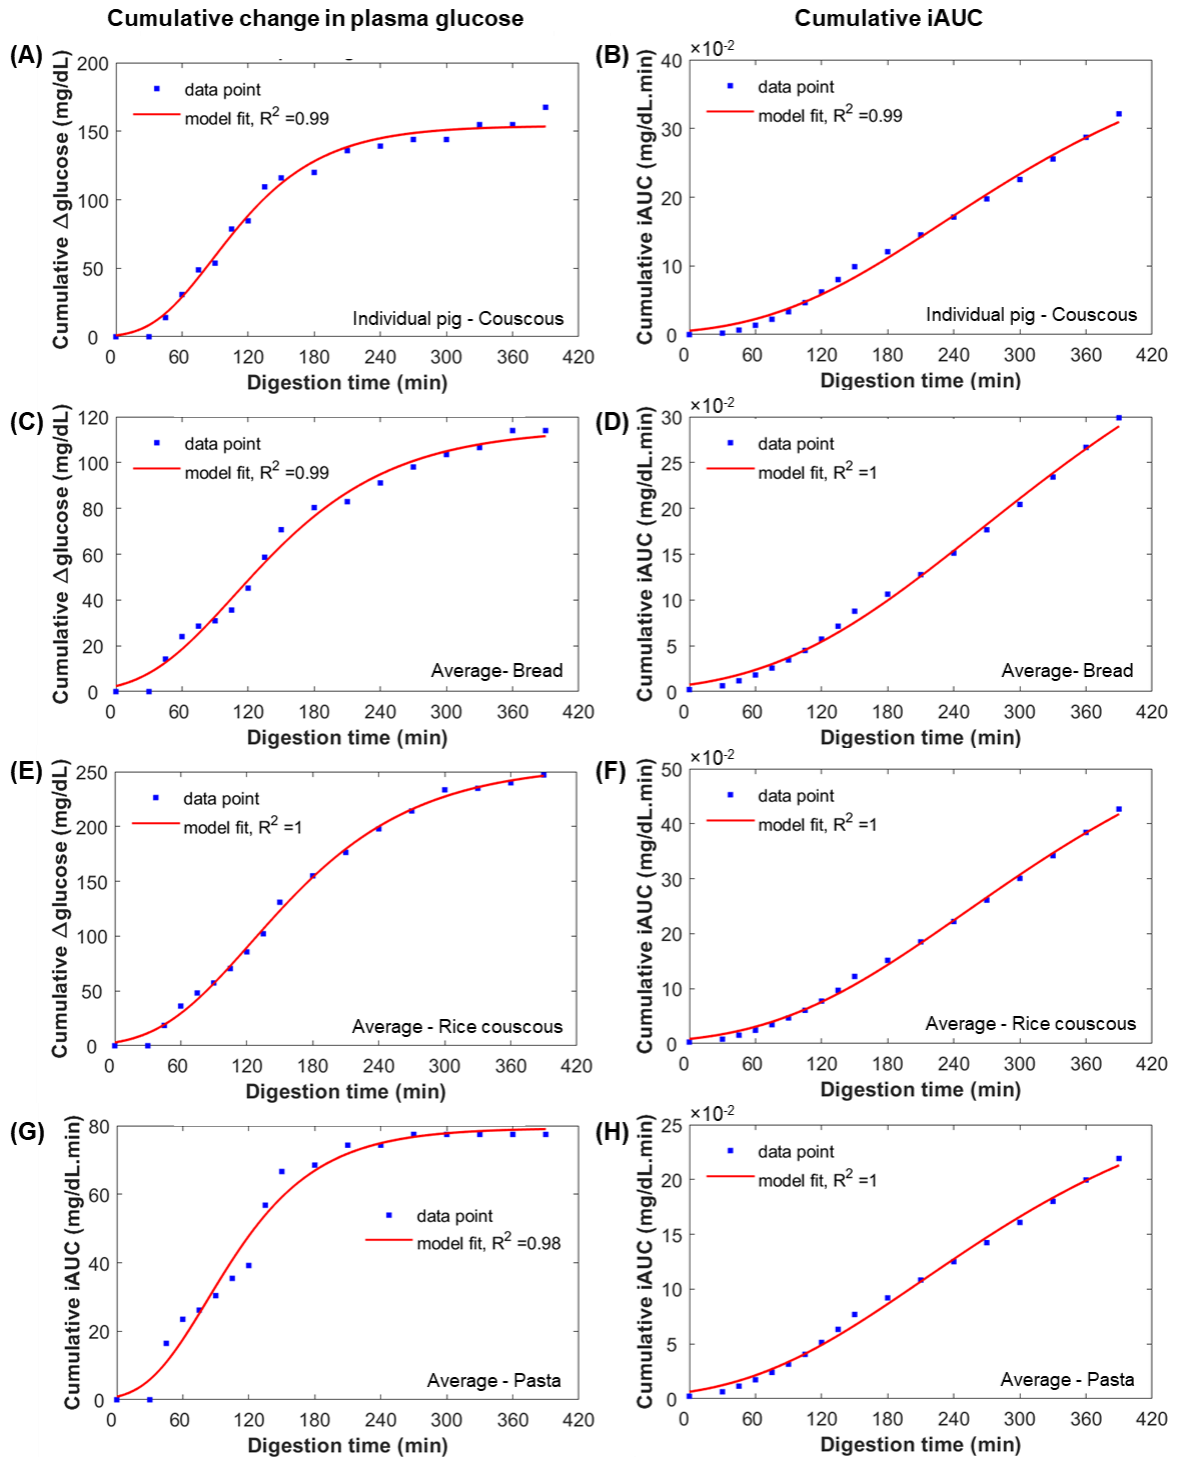 Cumulative change in plasma glucose
Cumulative iAUC
(A)
Cumulative Δglucose (mg/dL)
200
150
100
50
0
data point
model fit, R² =0.99
Individual pig - Couscous
0 60 120 180 240 300 360 420
Digestion time (min)
(B)
×10⁻²
Cumulative iAUC (mg/dL.min)
40
30
20
10
0
data point
model fit, R² =0.99
Individual pig - Couscous
0 60 120 180 240 300 360 420
Digestion time (min)
(C)
Cumulative Δglucose (mg/dL)
120
100
80
60
40
20
0
data point
model fit, R² =0.99
Average- Bread
0 60 120 180 240 300 360 420
Digestion time (min)
(D)
×10⁻²
Cumulative iAUC (mg/dL.min)
30
25
20
15
10
5
0
data point
model fit, R² =1
Average- Bread
0 60 120 180 240 300 360 420
Digestion time (min)
(E)
Cumulative Δglucose (mg/dL)
250
200
150
100
50
0
data point
model fit, R² =1
Average - Rice couscous
0 60 120 180 240 300 360 420
Digestion time (min)
(F)
×10⁻²
Cumulative iAUC (mg/dL.min)
50
40
30
20
10
0
data point
model fit, R² =1
Average - Rice couscous
0 60 120 180 240 300 360 420
Digestion time (min)
(G)
Cumulative iAUC (mg/dL.min)
80
60
40
20
0
data point
model fit, R² =0.98
Average - Pasta
0 60 120 180 240 300 360 420
Digestion time (min)
(H)
×10⁻²
Cumulative iAUC (mg/dL.min)
25
20
15
10
5
0
data point
model fit, R² =1
Average - Pasta
0 60 120 180 240 300 360 420
Digestion time (min)